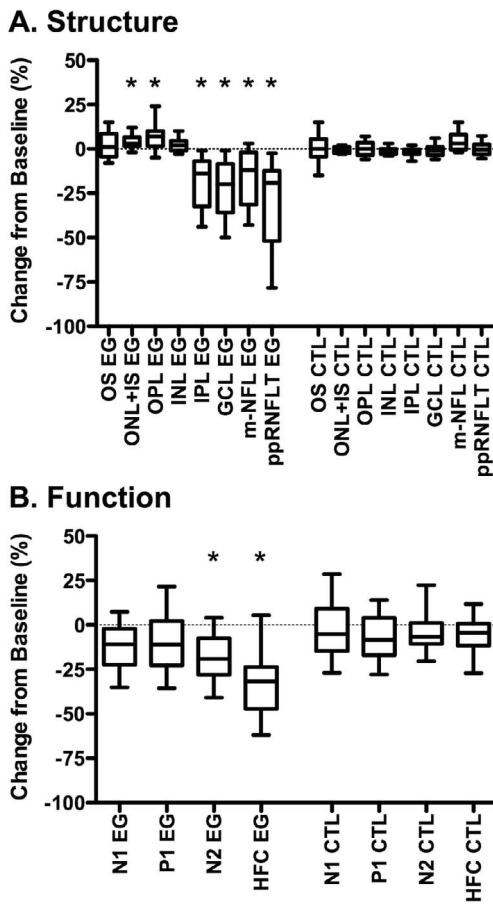 A. Structure
Change from Baseline (%)
50
25
0
-25
-50
-75
-100
* * * * * *
OS EG
ONL+IS EG
OPL EG
INL EG
IPL EG
GCL EG
m-NFL EG
ppRNFLT EG
OS CTL
ONL+IS CTL
OPL CTL
INL CTL
IPL CTL
GCL CTL
m-NFL CTL
ppRNFLT CTL
B. Function
Change from Baseline (%)
50
25
0
-25
-50
-75
-100
* *
N1 EG
P1 EG
N2 EG
HFC EG
N1 CTL
P1 CTL
N2 CTL
HFC CTL